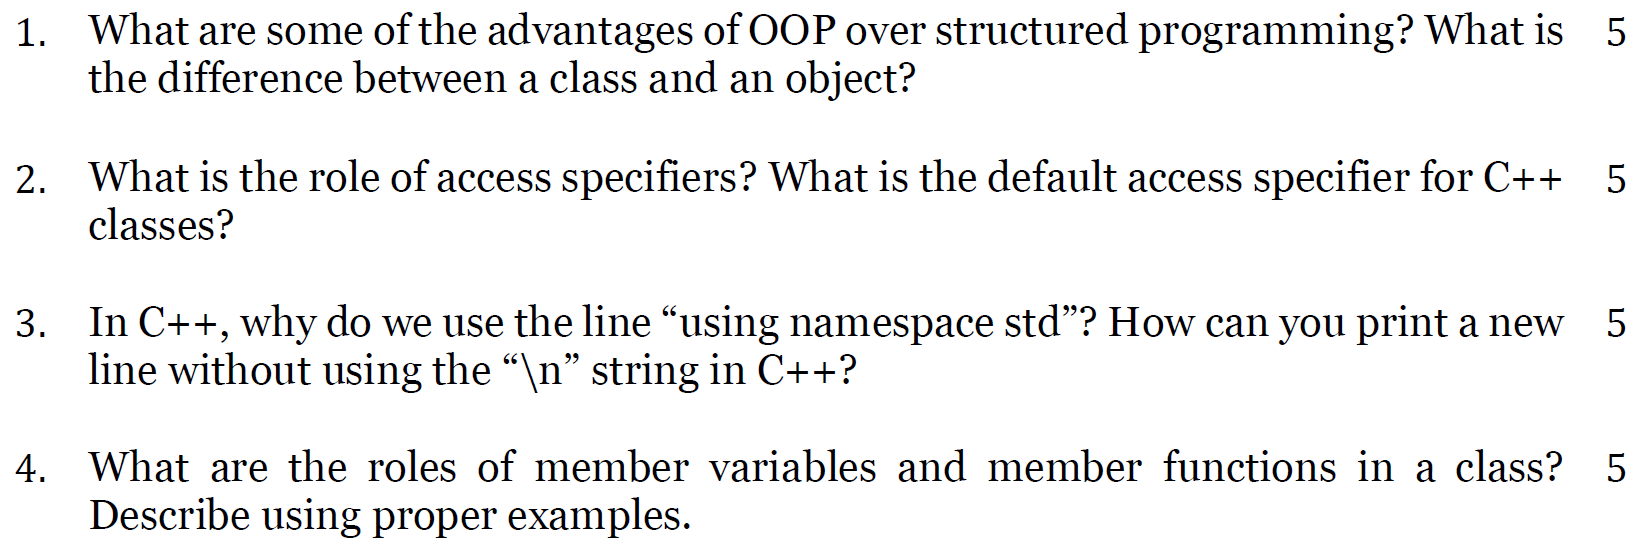 1. What are some of the advantages of OOP over structured programming? What is 5
the difference between a class and an object?
2. What is the role of access specifiers? What is the default access specifier for C++ 5
classes?
3. In C++, why do we use the line “using namespace std”? How can you print a new 5
line without using the “\n” string in C++?
4. What are the roles of member variables and member functions in a class? 5
Describe using proper examples.